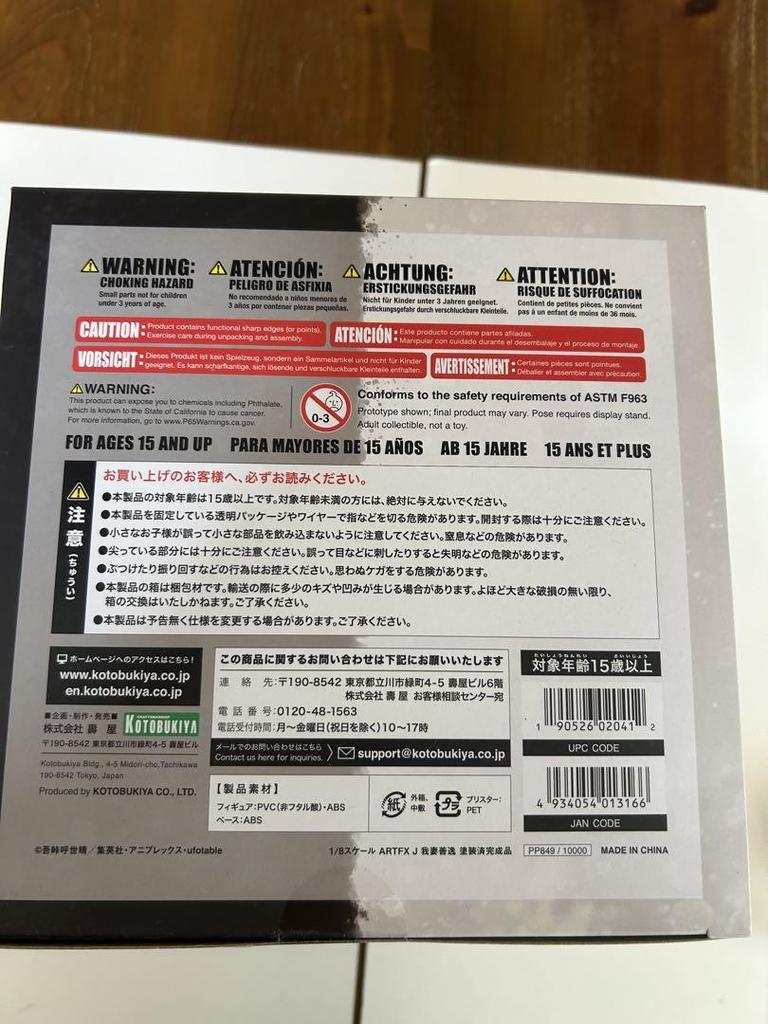 ⚠WARNING:
CHOKING HAZARD
Small parts not for children
under 3 years of age.
⚠ATENCIÓN:
PELIGRO DE ASFIXIA
No recomendado a niños menores de
3 años por contener piezas pequeñas.
⚠ACHTUNG:
ERSTICKUNGSGEFAHR
Nicht für Kinder unter 3 Jahren geeignet.
Erstickungsgefahr durch verschluckbare Kleinteile.
⚠ATTENTION:
RISQUE DE SUFFOCATION
Contient de petites pièces. Ne convient
pas à un enfant de moins de 36 mois.
CAUTION: Product contains functional sharp edges (or points).
Exercise care during unpacking and assembly.
ATENCIÓN: Este producto contiene partes afiladas.
Manipular con cuidado durante el desembalaje y el proceso de montaje.
VORSICHT: Dieses Produkt ist kein Spielzeug, sondern ein Sammelartikel und nicht für Kinder
geeignet. Es kann scharfkantige, sich lösende und verschluckbare Kleinteile enthalten.
AVERTISSEMENT: Certaines pièces sont pointues.
Déballer et assembler avec précaution.
⚠WARNING:
This product can expose you to chemicals including Phthalate,
which is known to the State of California to cause cancer.
For more information, go to www.P65Warnings.ca.gov.
0-3
Conforms to the safety requirements of ASTM F963
Prototype shown; final product may vary. Pose requires display stand.
Adult collectible, not a toy.
FOR AGES 15 AND UP PARA MAYORES DE 15 AÑOS AB 15 JAHRE 15 ANS ET PLUS
⚠注意(ちゅうい)
お買い上げのお客様へ、必ずお読みください。
●本製品の対象年齢は15歳以上です。対象年齢未満の方には、絶対に与えないでください。
●本製品を固定している透明パッケージやワイヤーで指などを切る危険があります。開封する際は十分にご注意ください。
●小さなお子様が誤って小さな部品を飲み込まないように注意してください。窒息などの危険があります。
●尖っている部分には十分にご注意ください。誤って目などに刺したりすると失明などの危険があります。
●ぶつけたり振り回すなどの行為はお控えください。思わぬケガをする危険があります。
●本製品の箱は梱包材です。輸送の際に多少のキズや凹みが生じる場合があります。よほど大きな破損の無い限り、
箱の交換はいたしかねます。ご了承ください。
●本製品は予告無く仕様を変更する場合があります。ご了承ください。
ホームページへのアクセスはこちら!
www.kotobukiya.co.jp
en.kotobukiya.co.jp
■企画・制作・発売■
株式会社 壽 屋
CRAFTSMANSHIP
KOTOBUKIYA
〒190-8542 東京都立川市緑町4-5 壽屋ビル
Kotobukiya Bldg., 4-5 Midori-cho,Tachikawa
190-8542 Tokyo, Japan
Produced by KOTOBUKIYA CO., LTD.
この商品に関するお問い合わせは下記にお願いいたします
連 絡 先:〒190-8542 東京都立川市緑町4-5 壽屋ビル6階
株式会社 壽 屋 お客様相談センター宛
電 話 番 号:0120-48-1563
電話受付時間:月〜金曜日(祝日を除く)10〜17時
メールでのお問い合わせはこちら
Contact us here for inquiries.
support@kotobukiya.co.jp
【製品素材】
フィギュア:PVC(非フタル酸)・ABS
ベース:ABS
紙
外箱、
中敷
プラ
ブリスター:
PET
たいしょうねんれい さいいじょう
対象年齢15歳以上
1 90526 02041 2
UPC CODE
4 934054 013166
JAN CODE
©吾峠呼世晴/集英社・アニプレックス・ufotable
1/8スケール ARTFX J 我妻善逸 塗装済完成品
PP849 / 10000
MADE IN CHINA